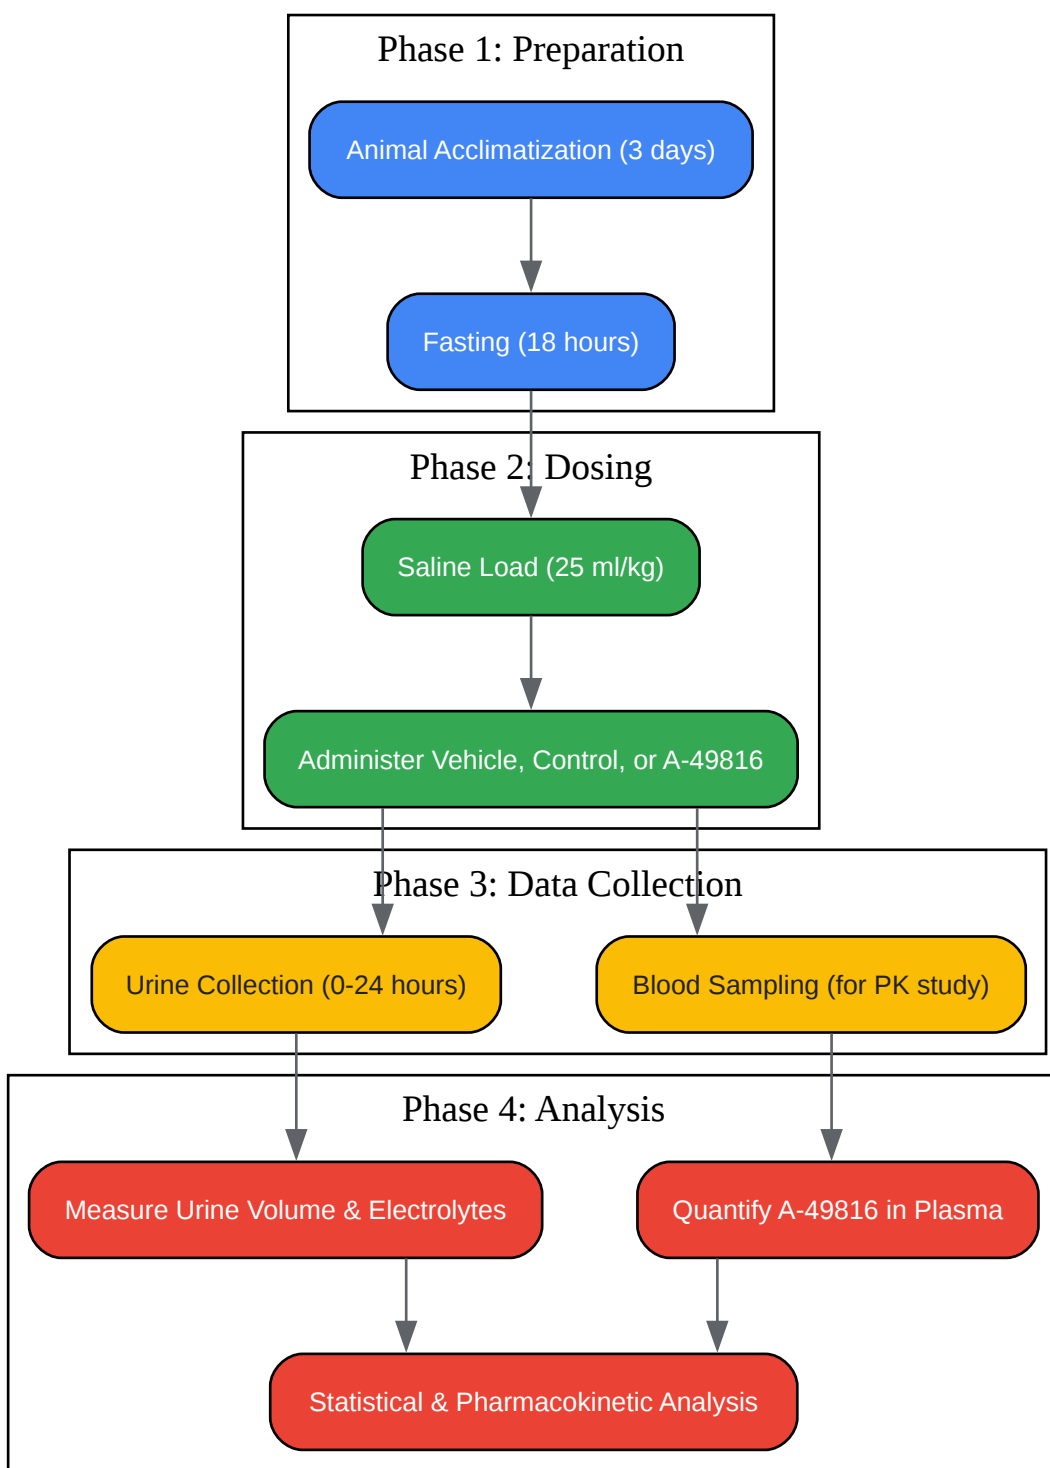 Phase 1: Preparation
Animal Acclimatization (3 days)
Fasting (18 hours)
Phase 2: Dosing
Saline Load (25 ml/kg)
Administer Vehicle, Control, or A-49816
Phase 3: Data Collection
Urine Collection (0-24 hours)
Blood Sampling (for PK study)
Phase 4: Analysis
Measure Urine Volume & Electrolytes
Quantify A-49816 in Plasma
Statistical & Pharmacokinetic Analysis